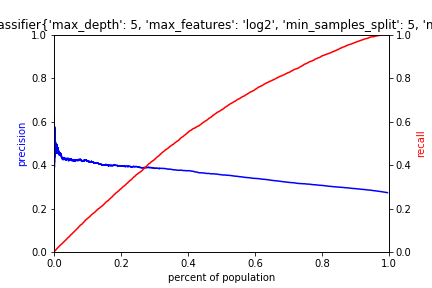 assifier{'max_depth': 5, 'max_features': 'log2', 'min_samples_split': 5, 'n
1.0 1.0
0.8 0.8
0.6 0.6
precision recall
0.4 0.4
0.2 0.2
0.0 0.0
0.0 0.2 0.4 0.6 0.8 1.0
percent of population